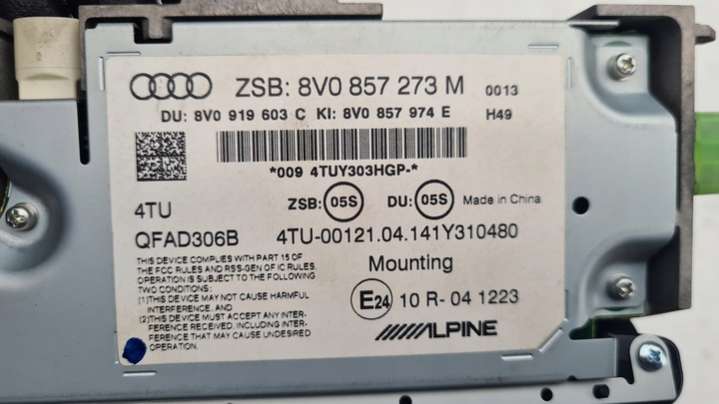 ZSB: 8V0 857 273 M 0013
DU: 8V0 919 603 C KI: 8V0 857 974 E H49
*009 4TUY303HGP-*
4TU ZSB: 05S DU: 05S Made in China
QFAD306B 4TU-00121.04.141Y310480
THIS DEVICE COMPLIES WITH PART 15 OF
THE FCC RULES AND RSS-GEN OF IC RULES.
OPERATION IS SUBJECT TO THE FOLLOWING
TWO CONDITIONS:
(1)THIS DEVICE MAY NOT CAUSE HARMFUL
INTERFERENCE, AND
(2)THIS DEVICE MUST ACCEPT ANY INTER-
FERENCE RECEIVED, INCLUDING INTER-
FERENCE THAT MAY CAUSE UNDESIRED
OPERATION.
Mounting
E24 10 R- 04 1223
ALPINE